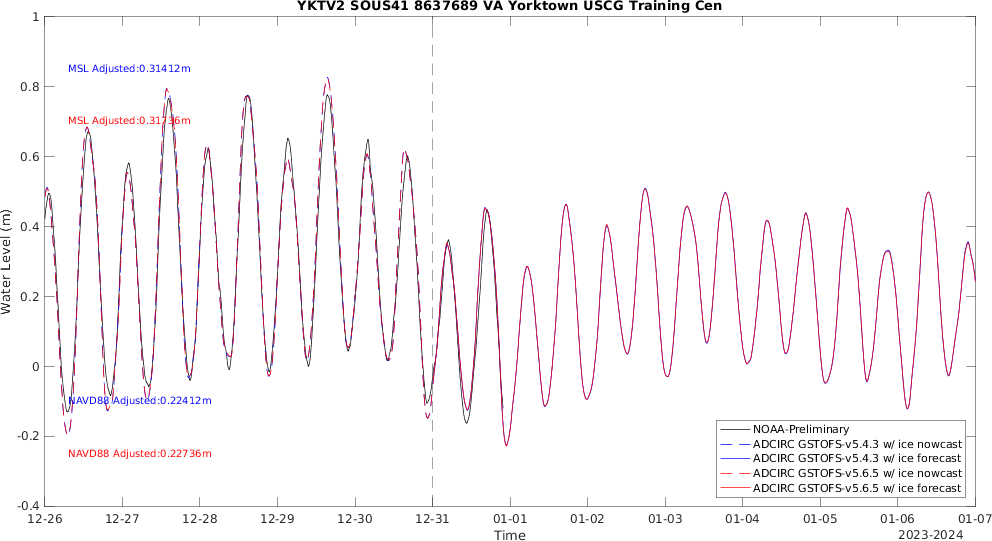 YKTV2 SOUS41 8637689 VA Yorktown USCG Training Cen
1
0.8
0.6
0.4
0.2
0
-0.2
-0.4
Water Level (m)
MSL Adjusted:0.31412m
MSL Adjusted:0.31736m
NAVD88 Adjusted:0.22412m
NAVD88 Adjusted:0.22736m
NOAA-Preliminary
ADCIRC GSTOFS-v5.4.3 w/ ice nowcast
ADCIRC GSTOFS-v5.4.3 w/ ice forecast
ADCIRC GSTOFS-v5.6.5 w/ ice nowcast
ADCIRC GSTOFS-v5.6.5 w/ ice forecast
12-26 12-27 12-28 12-29 12-30 12-31 01-01 01-02 01-03 01-04 01-05 01-06 01-07
Time
2023-2024